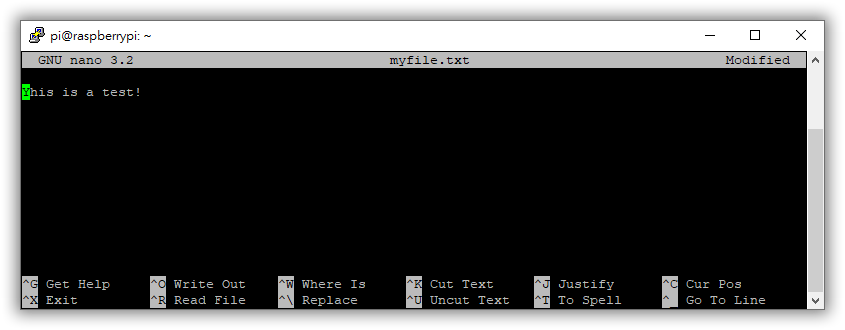 pi@raspberrypi: ~
GNU nano 3.2 myfile.txt Modified
This is a test!
^G Get Help ^O Write Out ^W Where Is ^K Cut Text ^J Justify ^C Cur Pos
^X Exit ^R Read File ^\ Replace ^U Uncut Text ^T To Spell ^_ Go To Line